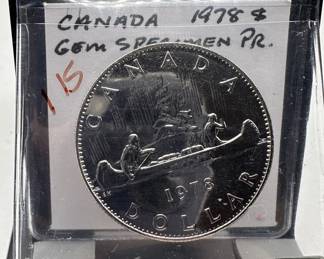 CANADA 1978 $
GEM SPECIMEN PR.
15
CANADA
1978
DOLLAR